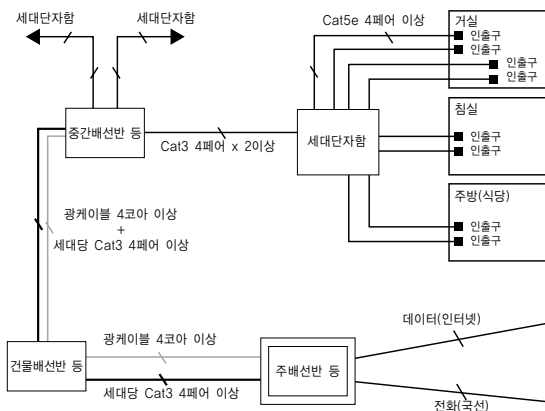 세대단자함
세대단자함
Cat5e 4페어 이상
거실
인출구
인출구
인출구
인출구
중간배선반 등
Cat3 4페어 x 2이상
세대단자함
침실
인출구
인출구
주방(식당)
인출구
인출구
광케이블 4코아 이상
+
세대당 Cat3 4페어 이상
건물배선반 등
광케이블 4코아 이상
세대당 Cat3 4페어 이상
주배선반 등
데이터(인터넷)
전화(국선)